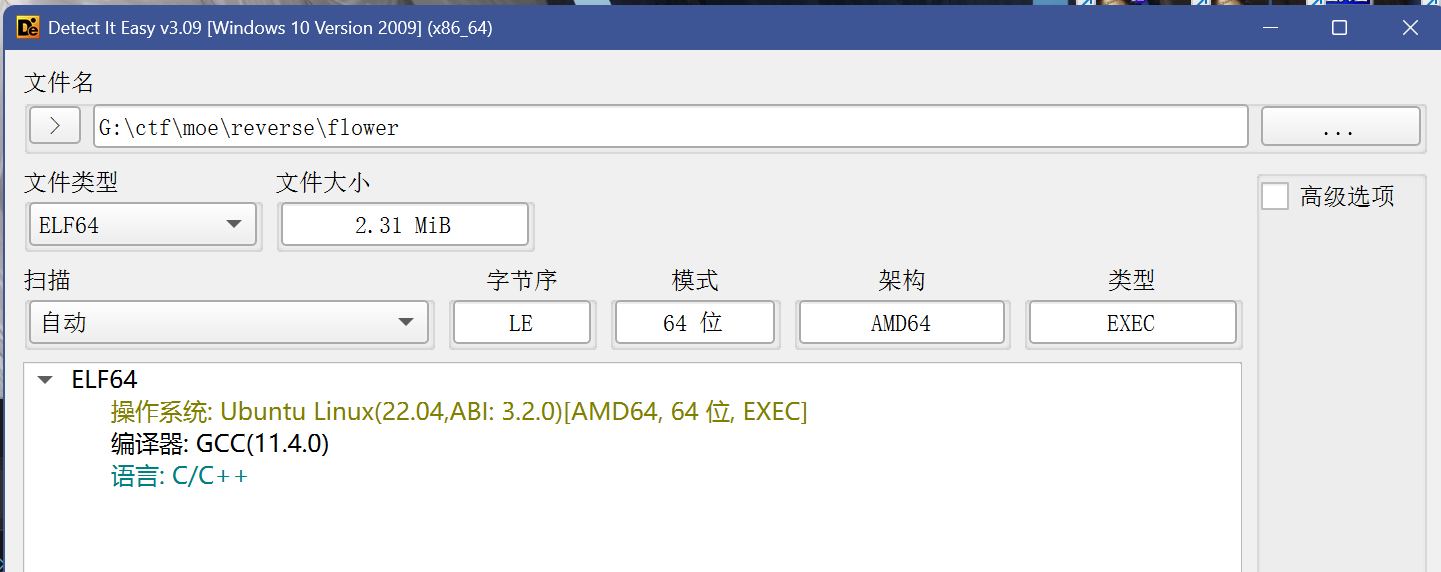 Detect It Easy v3.09 [Windows 10 Version 2009] (x86_64)
文件名
G:\ctf\moe\reverse\flower
...
文件类型
文件大小
ELF64
2.31 MiB
高级选项
扫描
字节序
模式
架构
类型
自动
LE
64 位
AMD64
EXEC
ELF64
操作系统: Ubuntu Linux(22.04,ABI: 3.2.0)[AMD64, 64 位, EXEC]
编译器: GCC(11.4.0)
语言: C/C++